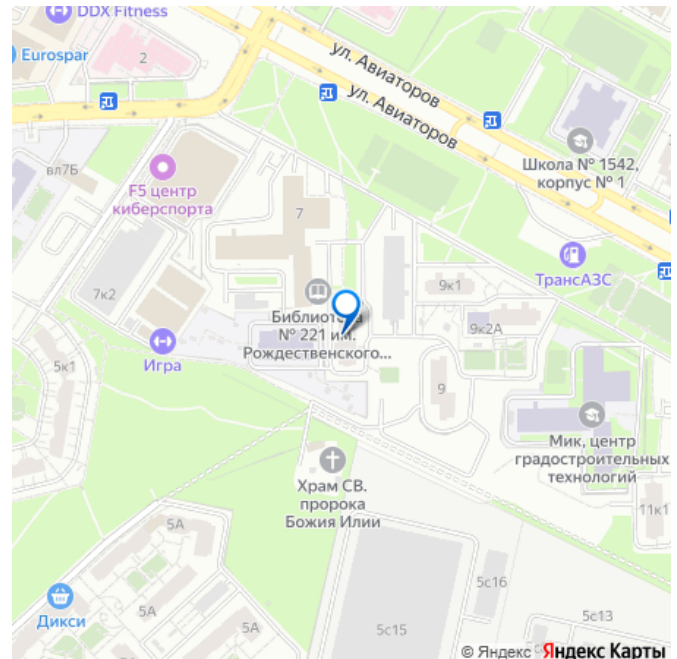 DDX Fitness
Eurospar
2
ул. Авиаторов
ул. Авиаторов
Школа № 1542,
корпус № 1
3
вл7Б
F5 центр
киберспорта
7
ТрансАЗС
7к2
9к1
Библиотека
№ 221 им.
Рождественского...
9к2А
Игра
5к1
9
Мик, центр
градостроительных
технологий
Храм СВ.
пророка
Божия Илии
11к1
5А
5А
5А
Дикси
5с16
5с15
5с13
© Яндекс Яндекс Карты